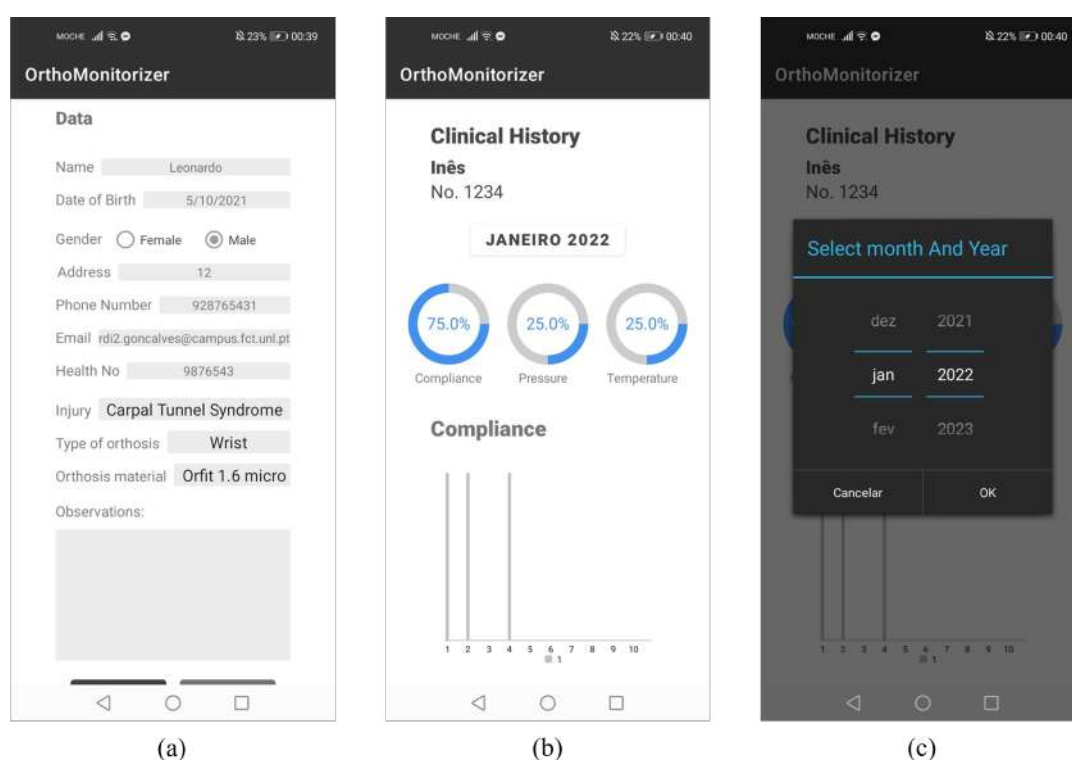 MOCHE 23% 00:39
OrthoMonitorizer
Data
Name Leonardo
Date of Birth 5/10/2021
Gender Female Male
Address 12
Phone Number 928765431
Email rdi2.goncalves@campus.fct.unl.pt
Health No 9876543
Injury Carpal Tunnel Syndrome
Type of orthosis Wrist
Orthosis material Orfit 1.6 micro
Observations:
(a)
MOCHE 22% 00:40
OrthoMonitorizer
Clinical History
Inês
No. 1234
JANEIRO 2022
75.0% 25.0% 25.0%
Compliance Pressure Temperature
Compliance
1 2 3 4 5 6 7 8 9 10
1
(b)
MOCHE 22% 00:40
OrthoMonitorizer
Clinical History
Inês
No. 1234
Select month And Year
dez 2021
jan 2022
fev 2023
Cancelar OK
1 2 3 4 5 6 7 8 9 10
1
(c)